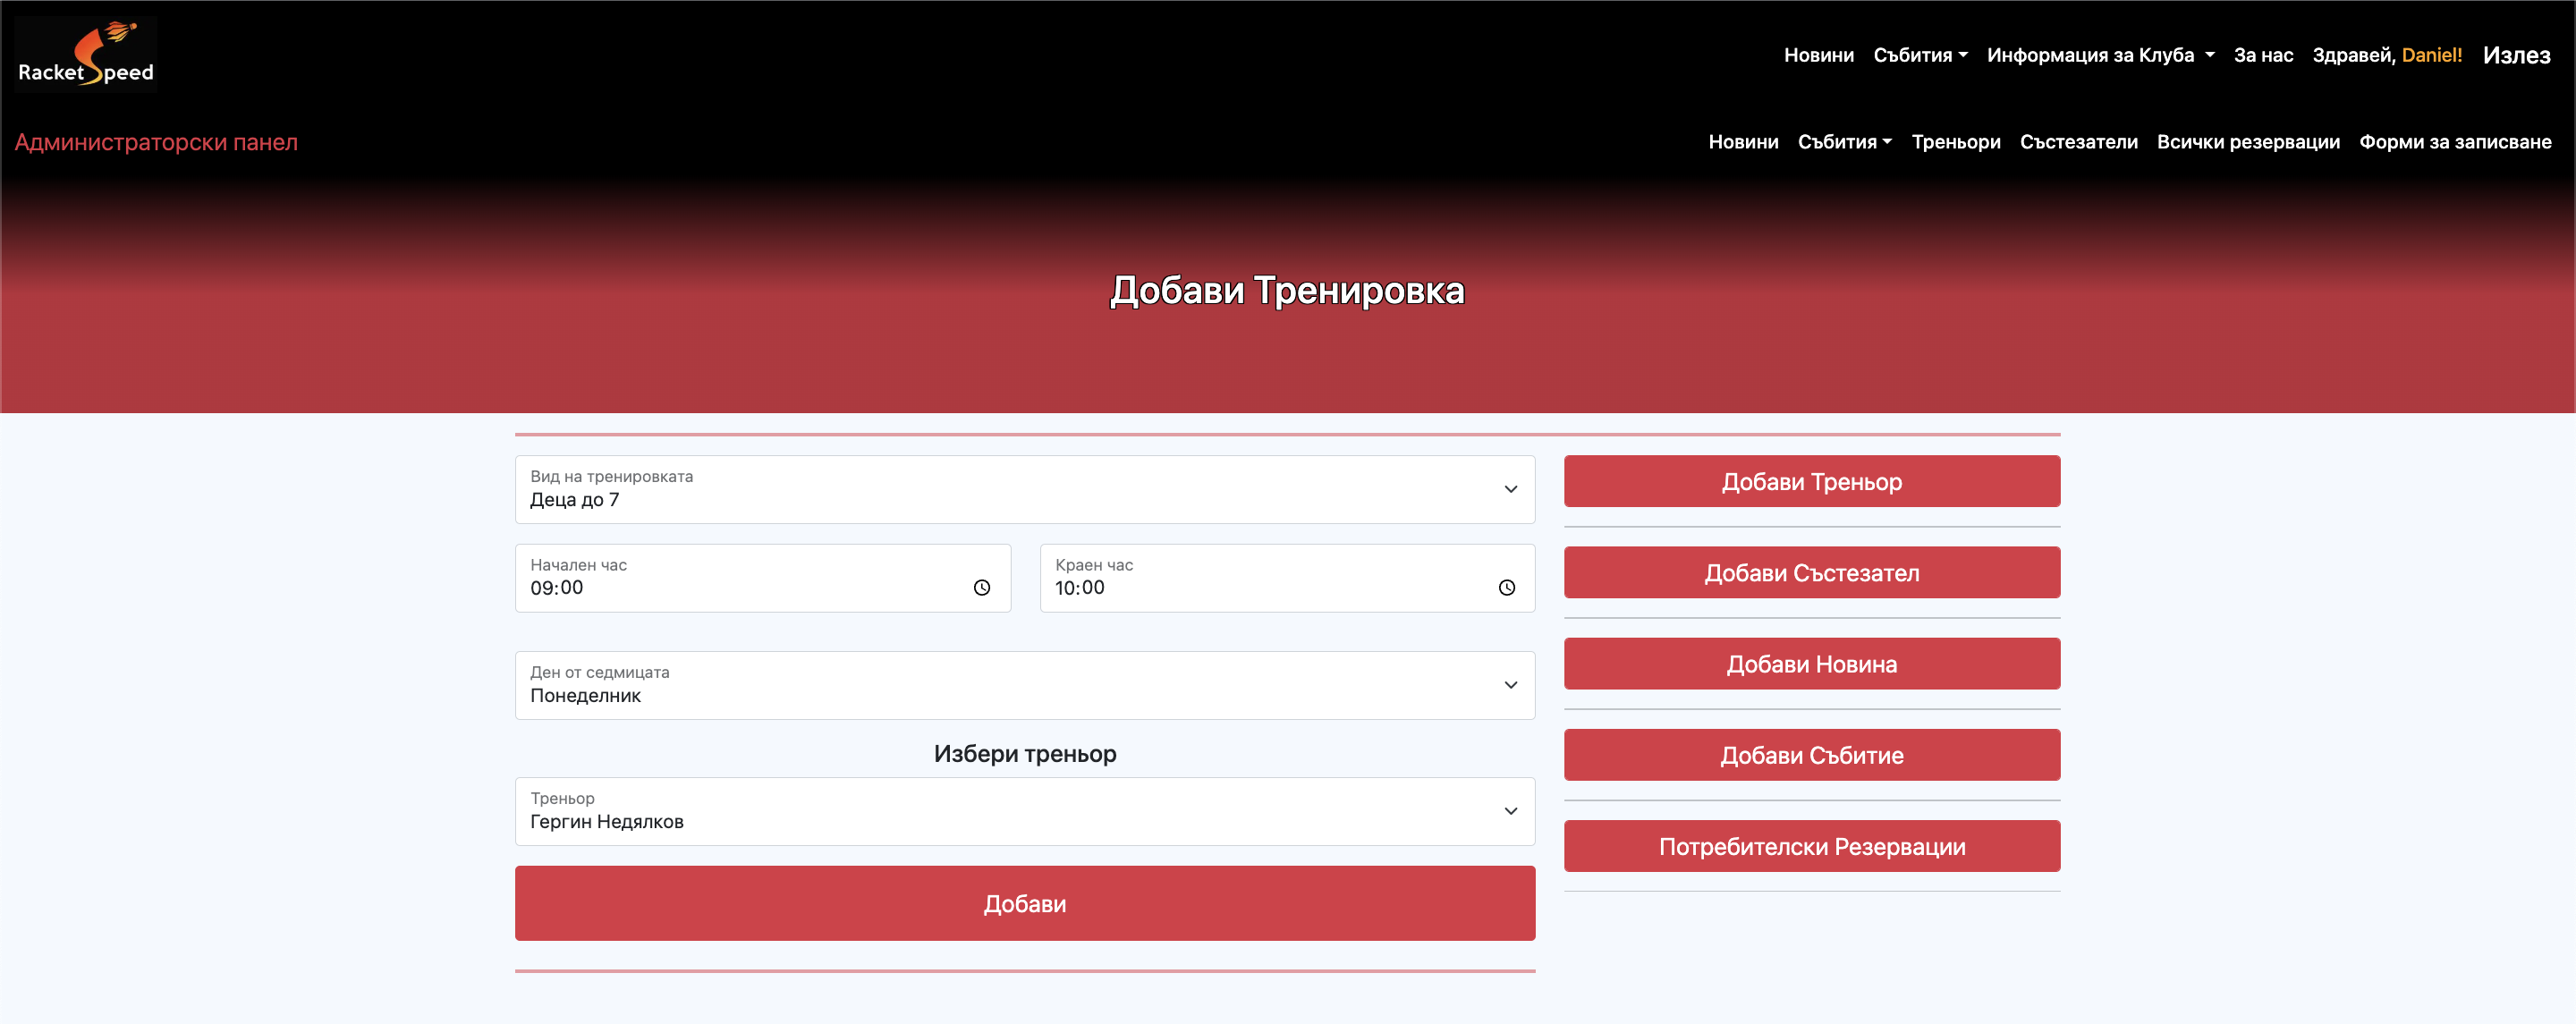 RacketSpeed
Новини Събития Информация за Клуба За нас Здравей, Daniel! Излез
Администраторски панел
Новини Събития Треньори Състезатели Всички резервации Форми за записване
Добави Тренировка
Вид на тренировката
Деца до 7
Начален час
09:00
Краен час
10:00
Ден от седмицата
Понеделник
Избери треньор
Треньор
Гергин Недялков
Добави
Добави Треньор
Добави Състезател
Добави Новина
Добави Събитие
Потребителски Резервации